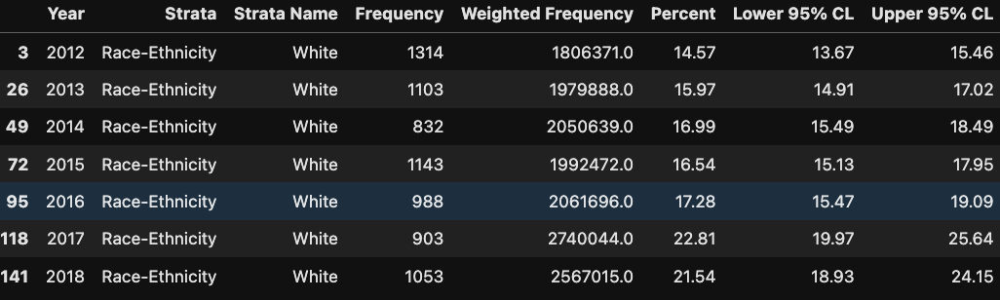 Year Strata Strata Name Frequency Weighted Frequency Percent Lower 95% CL Upper 95% CL
3 2012 Race-Ethnicity White 1314 1806371.0 14.57 13.67 15.46
26 2013 Race-Ethnicity White 1103 1979888.0 15.97 14.91 17.02
49 2014 Race-Ethnicity White 832 2050639.0 16.99 15.49 18.49
72 2015 Race-Ethnicity White 1143 1992472.0 16.54 15.13 17.95
95 2016 Race-Ethnicity White 988 2061696.0 17.28 15.47 19.09
118 2017 Race-Ethnicity White 903 2740044.0 22.81 19.97 25.64
141 2018 Race-Ethnicity White 1053 2567015.0 21.54 18.93 24.15